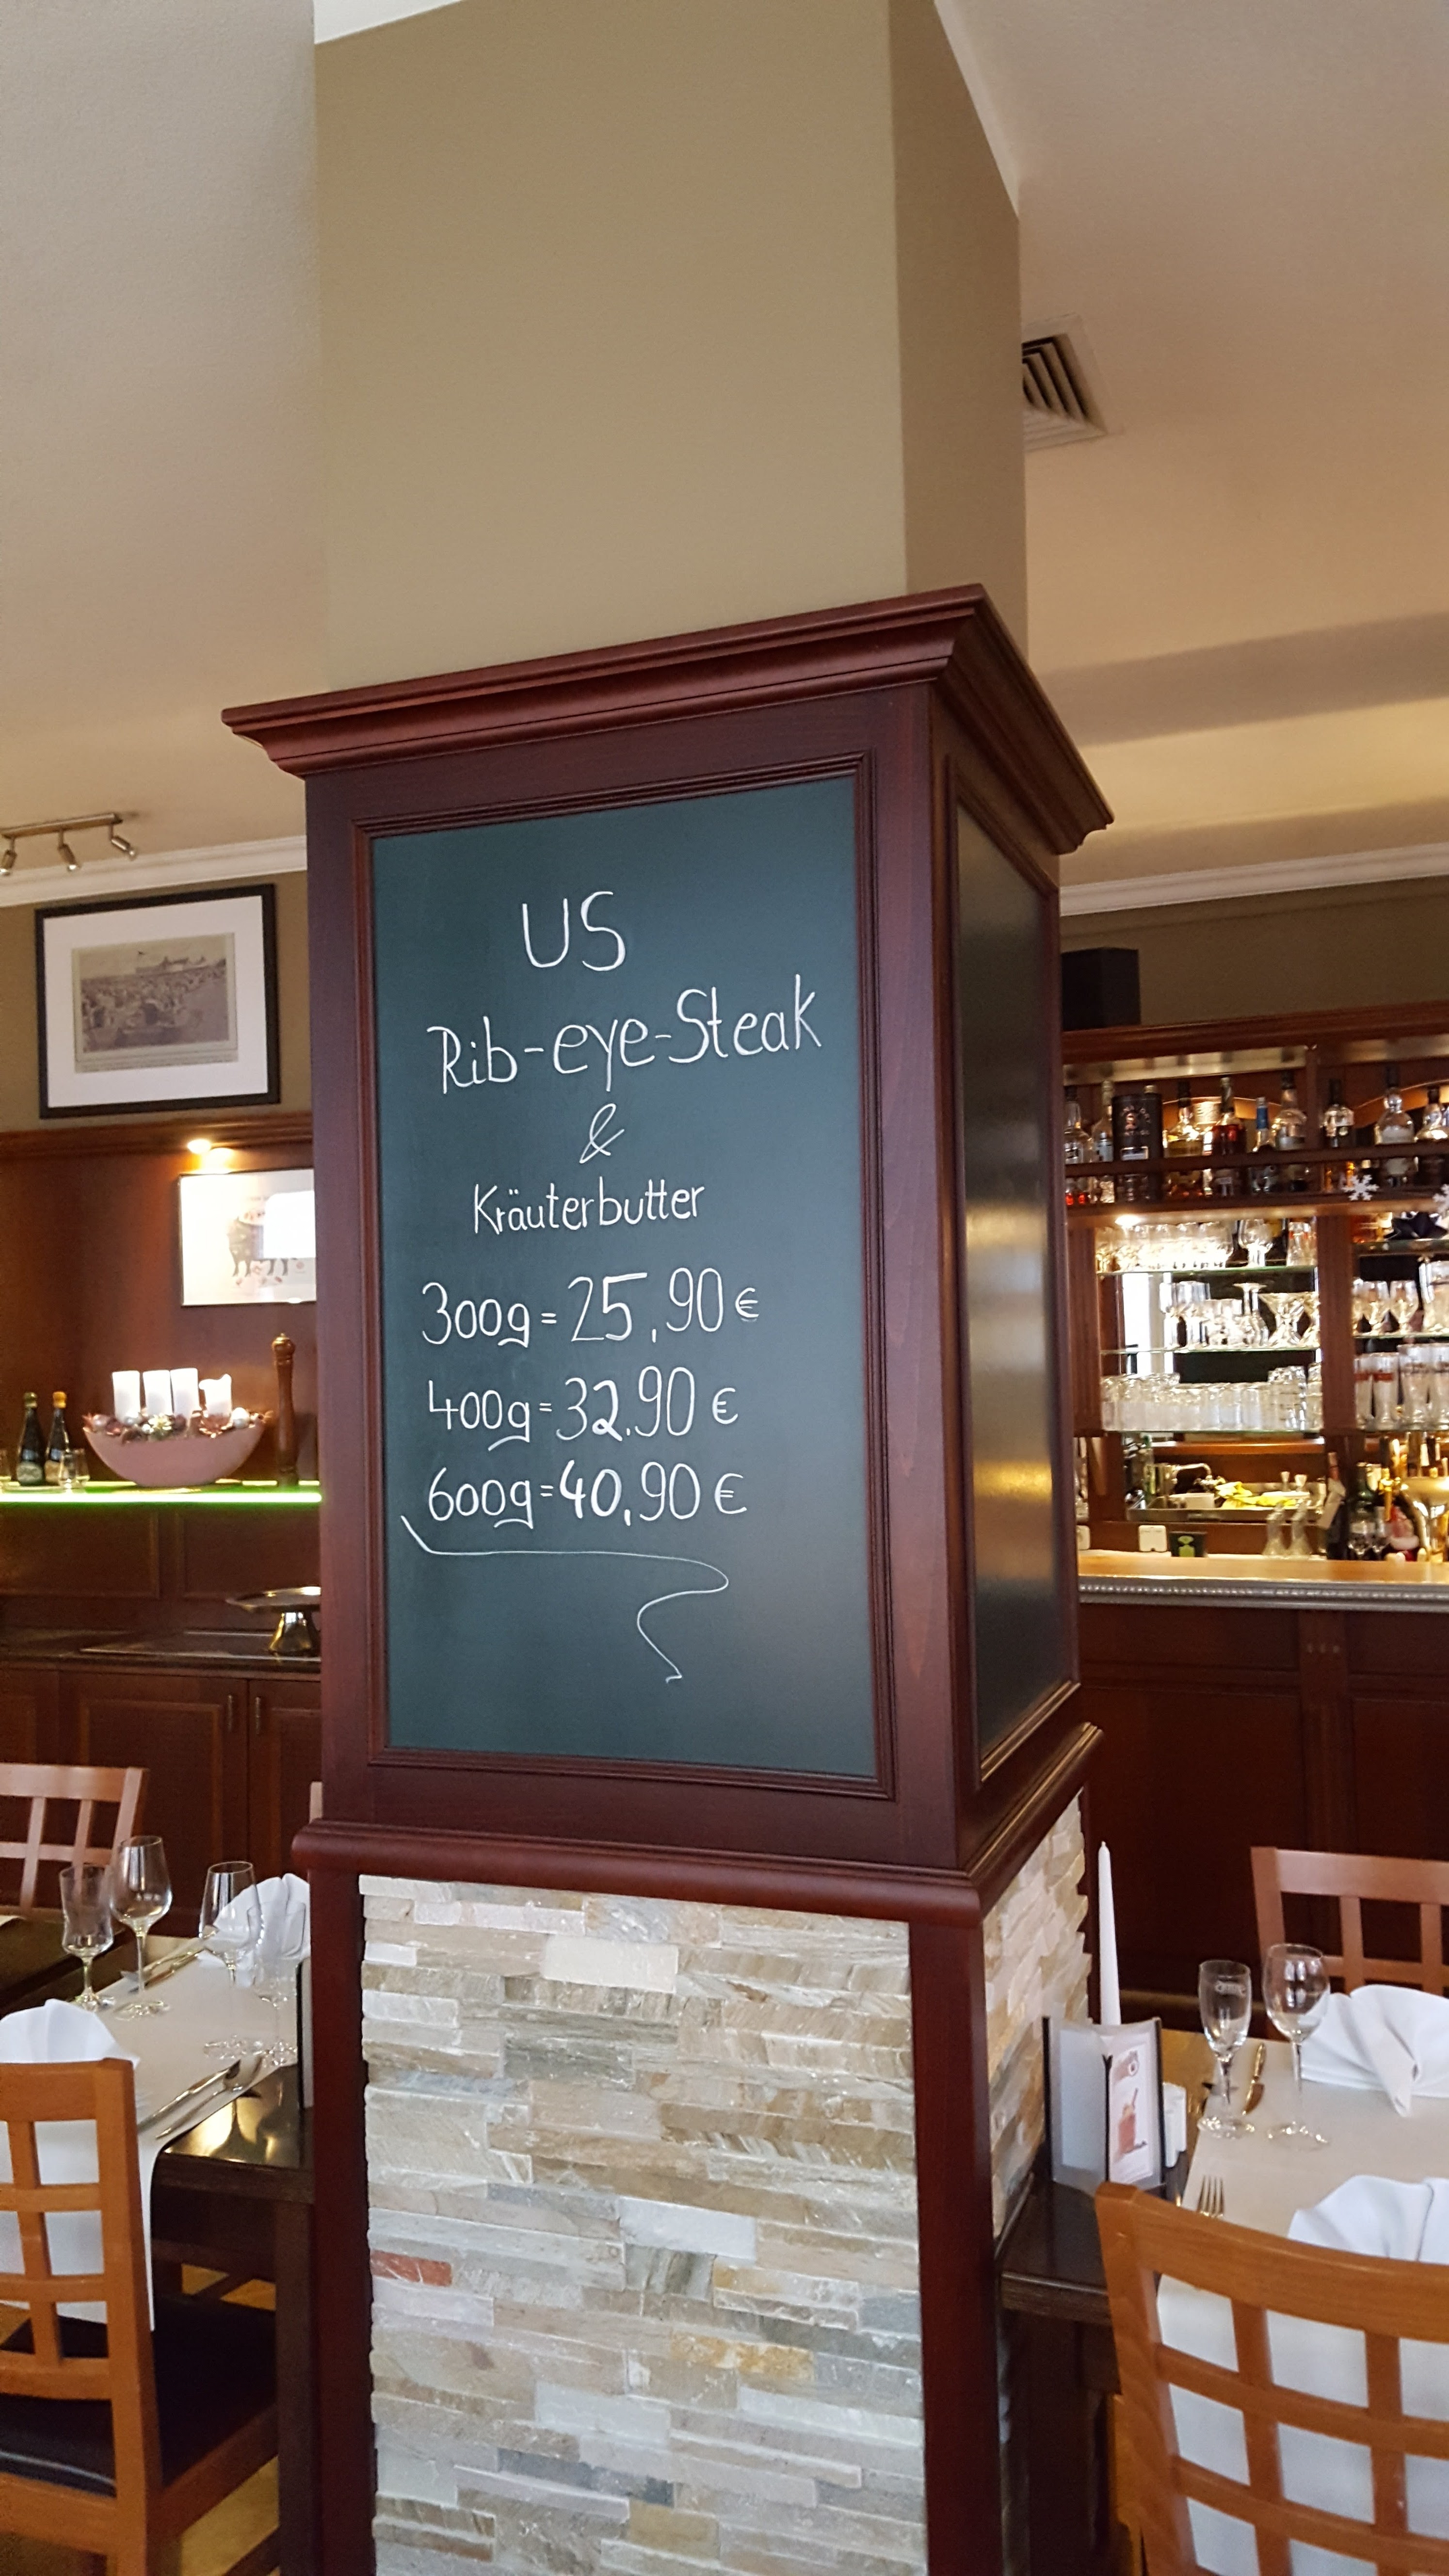 US
Rib-eye-Steak
&
Kräuterbutter
300g=25,90€
400g=32.90€
600g=40,90€